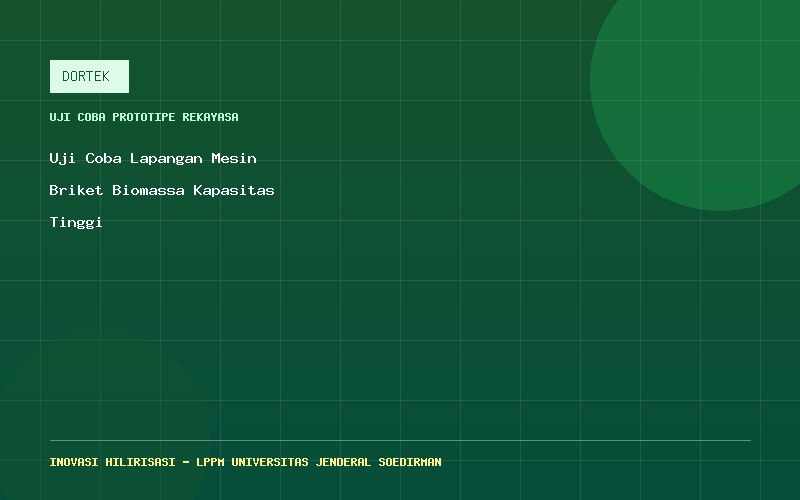 DORTEK
UJI COBA PROTOTIPE REKAYASA
Uji Coba Lapangan Mesin
Briket Biomassa Kapasitas
Tinggi
INOVASI HILIRISASI - LPPM UNIVERSITAS JENDERAL SOEDIRMAN